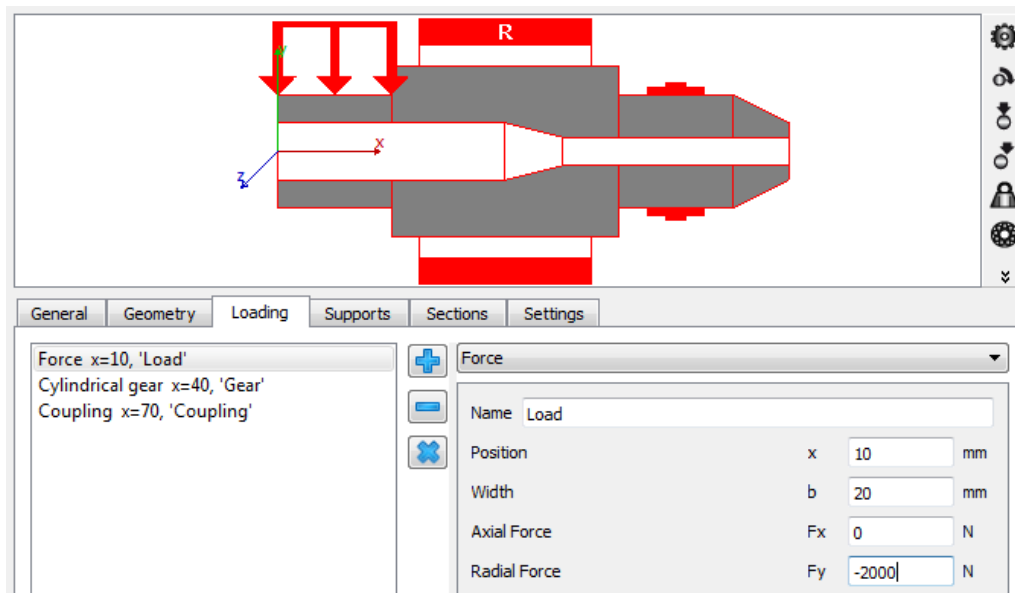 R
y
x
z
General Geometry Loading Supports Sections Settings
Force x=10, 'Load'
Cylindrical gear x=40, 'Gear'
Coupling x=70, 'Coupling'
Force
Name Load
Position x 10 mm
Width b 20 mm
Axial Force Fx 0 N
Radial Force Fy -2000 N